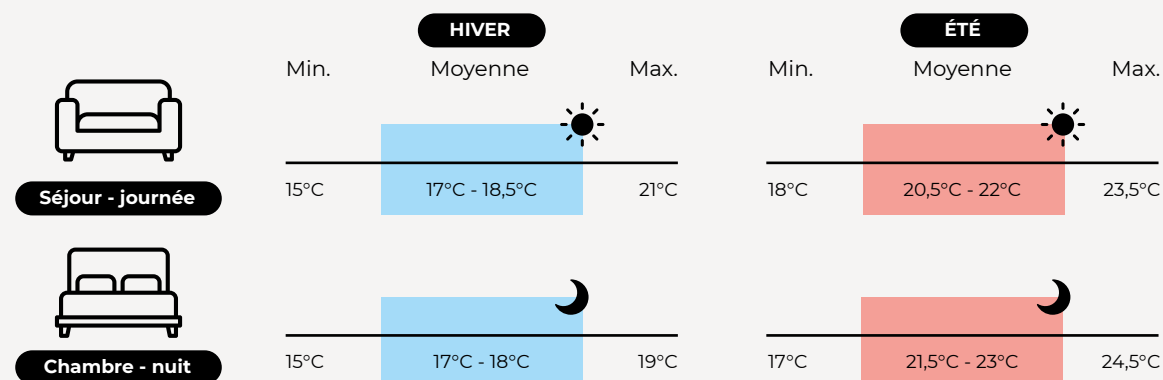 HIVER ÉTÉ
Min. Moyenne Max. Min. Moyenne Max.
15°C 17°C - 18,5°C 21°C 18°C 20,5°C - 22°C 23,5°C
Séjour - journée
15°C 17°C - 18°C 19°C 17°C 21,5°C - 23°C 24,5°C
Chambre - nuit